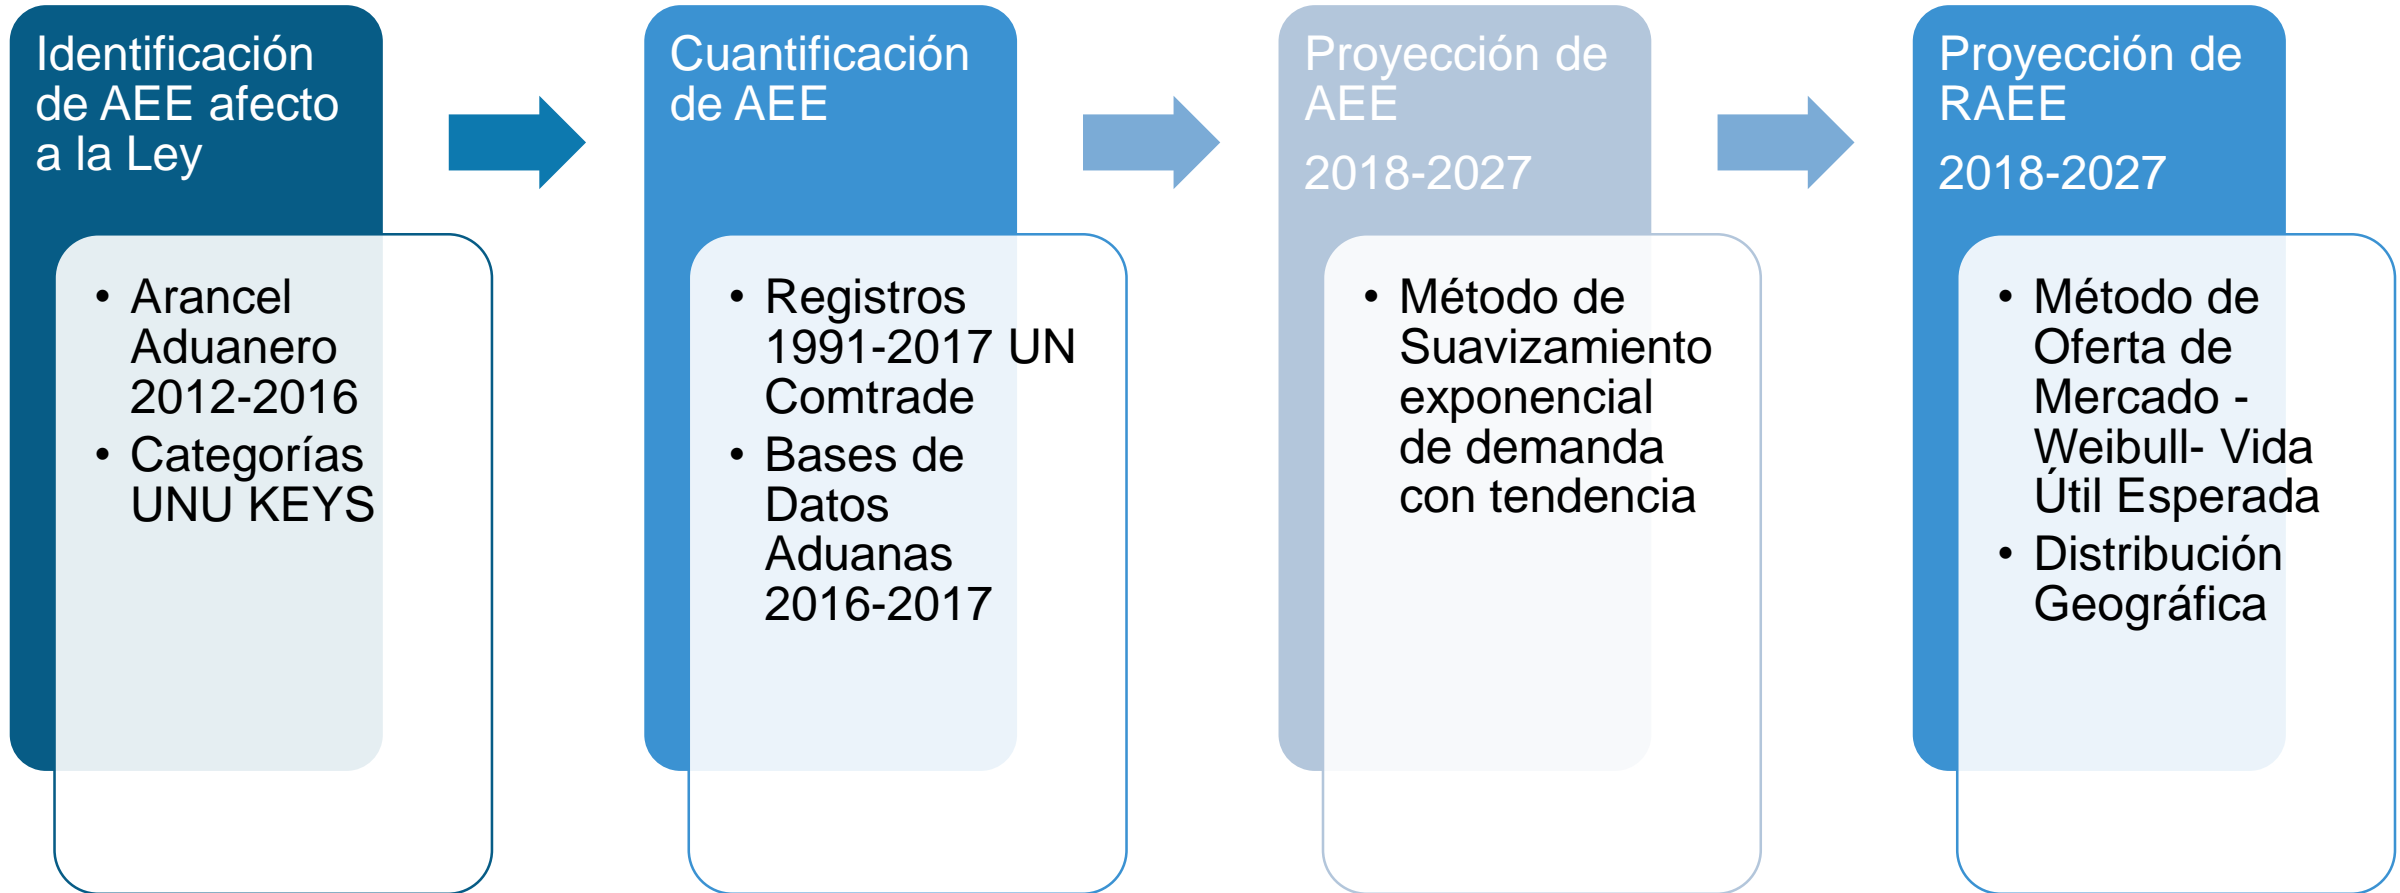 Identificación
de AEE afecto
a la Ley
• Arancel
Aduanero
2012-2016
• Categorías
UNU KEYS
Cuantificación
de AEE
• Registros
1991-2017 UN
Comtrade
• Bases de
Datos
Aduanas
2016-2017
Proyección de
AEE
2018-2027
• Método de
Suavizamiento
exponencial
de demanda
con tendencia
Proyección de
RAEE
2018-2027
• Método de
Oferta de
Mercado -
Weibull- Vida
Útil Esperada
• Distribución
Geográfica